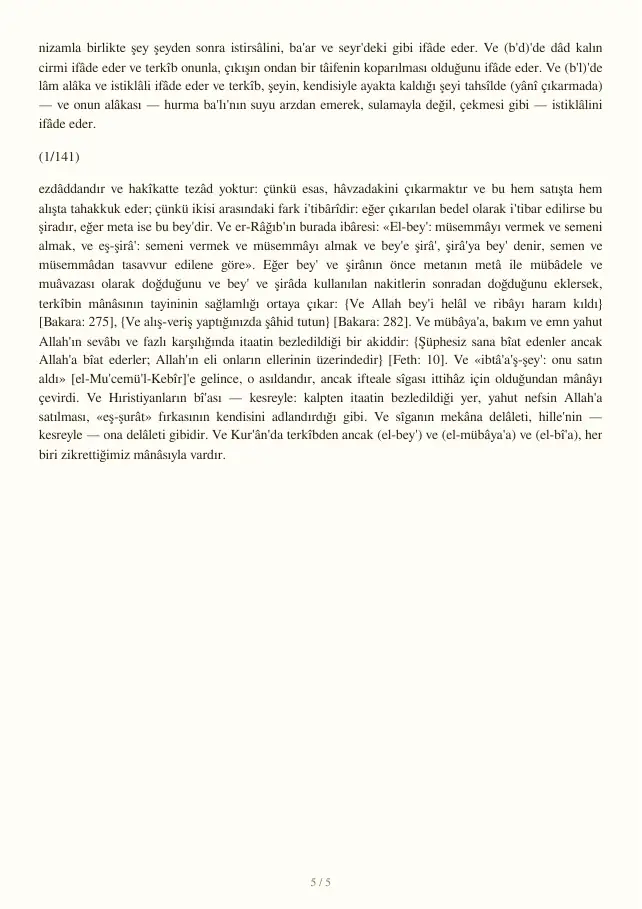 nizamla birlikte şey şeyden sonra istirsâlini, ba'ar ve seyr'deki gibi ifâde eder. Ve (b'd)'de dâd kalın
cirmi ifâde eder ve terkîb onunla, çıkışın ondan bir tâifenin koparılması olduğunu ifâde eder. Ve (b'l)'de
lâm alâka ve istiklâli ifâde eder ve terkîb, şeyin, kendisiyle ayakta kaldığı şeyi tahsîlde (yânî çıkarmada)
— ve onun alâkası — hurma ba'lı'nın suyu arzdan emerek, sulamayla değil, çekmesi gibi — istiklâlini
ifâde eder.
(1/141)
ezdâddandır ve hakîkatte tezâd yoktur: çünkü esas, hâvzadakini çıkarmaktır ve bu hem satışta hem
alışta tahakkuk eder; çünkü ikisi arasındaki fark i'tibârîdir: eğer çıkarılan bedel olarak i'tibar edilirse bu
şiradır, eğer meta ise bu bey'dir. Ve er-Râğıb'ın burada ibâresi: «El-bey': müsemmâyı vermek ve semeni
almak, ve eş-şirâ': semeni vermek ve müsemmâyı almak ve bey'e şirâ', şirâ'ya bey' denir, semen ve
müsemmâdan tasavvur edilene göre». Eğer bey' ve şirânın önce metanın metâ ile mübâdele ve
muâvazası olarak doğduğunu ve bey' ve şirâda kullanılan nakitlerin sonradan doğduğunu eklersek,
terkîbin mânâsının tayininin sağlamlığı ortaya çıkar: {Ve Allah bey'i helâl ve ribâyı haram kıldı}
[Bakara: 275], {Ve alış-veriş yaptığınızda şâhid tutun} [Bakara: 282]. Ve mübâya'a, bakım ve emn yahut
Allah'ın sevâbı ve fazlı karşılığında itaatin bezledildiği bir akiddir: {Şüphesiz sana bîat edenler ancak
Allah'a bîat ederler; Allah'ın eli onların ellerinin üzerindedir} [Feth: 10]. Ve «ibtâ'a'ş-şey': onu satın
aldı» [el-Mu'cemü'l-Kebîr]'e gelince, o asıldandır, ancak ifteale sîgası ittihâz için olduğundan mânâyı
çevirdi. Ve Hıristiyanların bî'ası — kesreyle: kalpten itaatin bezledildiği yer, yahut nefsin Allah'a
satılması, «eş-şurât» fırkasının kendisini adlandırdığı gibi. Ve sîganın mekâna delâleti, hille'nin —
kesreyle — ona delâleti gibidir. Ve Kur'ân'da terkîbden ancak (el-bey') ve (el-mübâya'a) ve (el-bî'a), her
biri zikrettiğimiz mânâsıyla vardır.
5 / 5